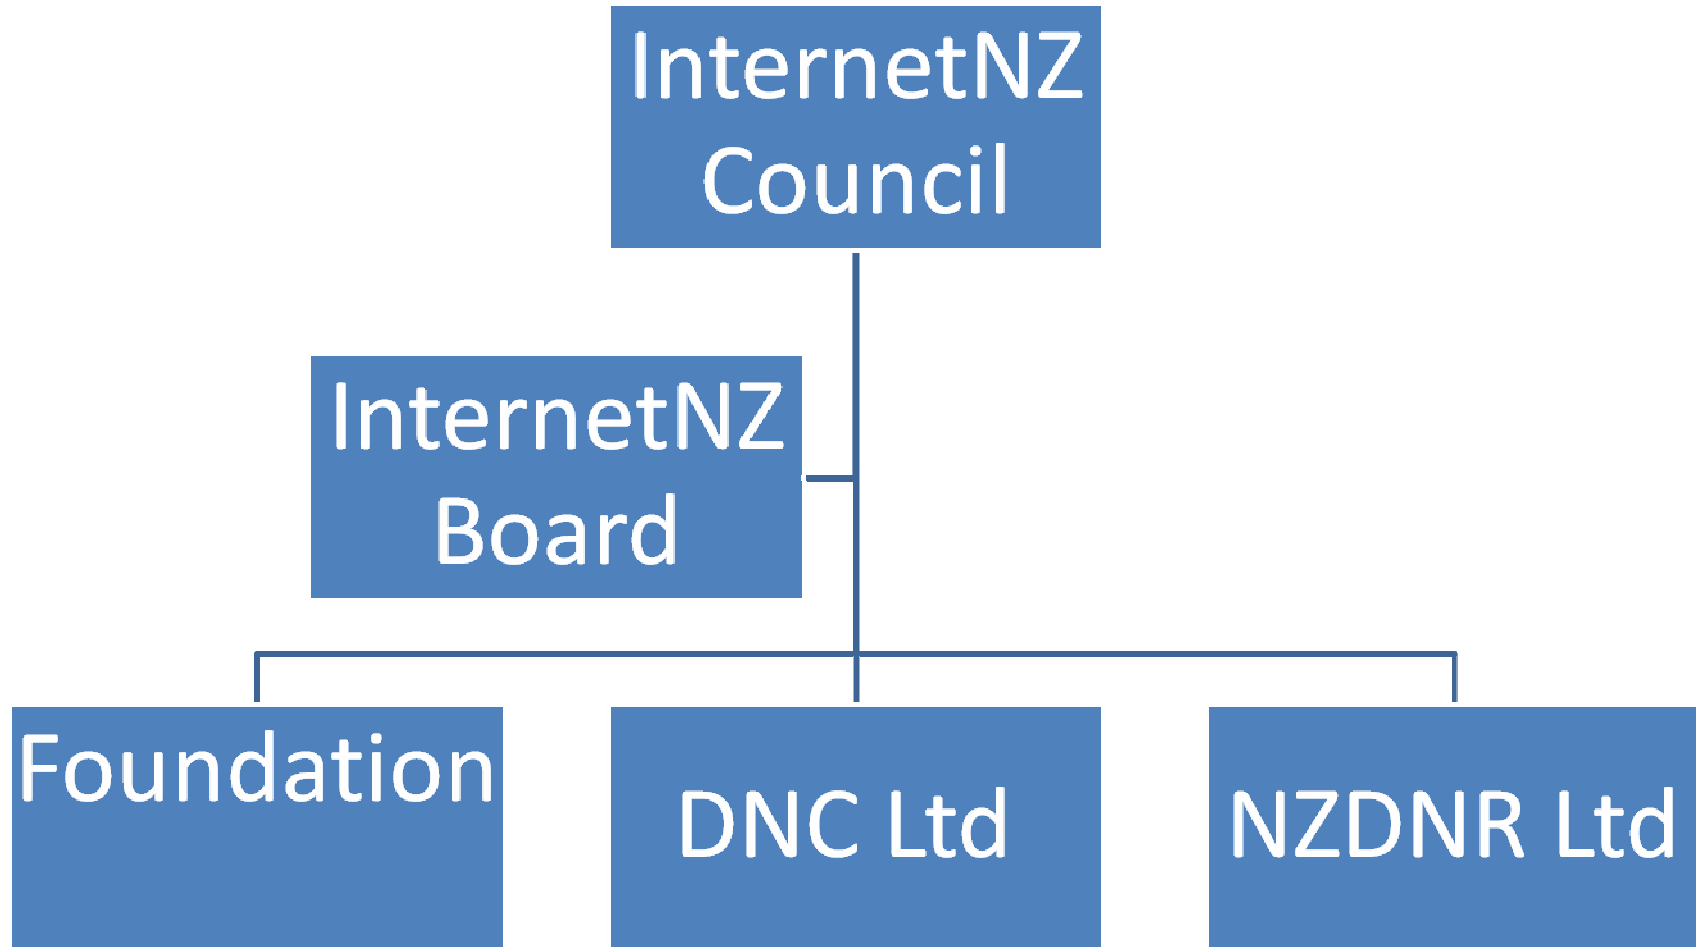 InternetNZ
Council
InternetNZ
Board
Foundation
DNC Ltd
NZDNR Ltd